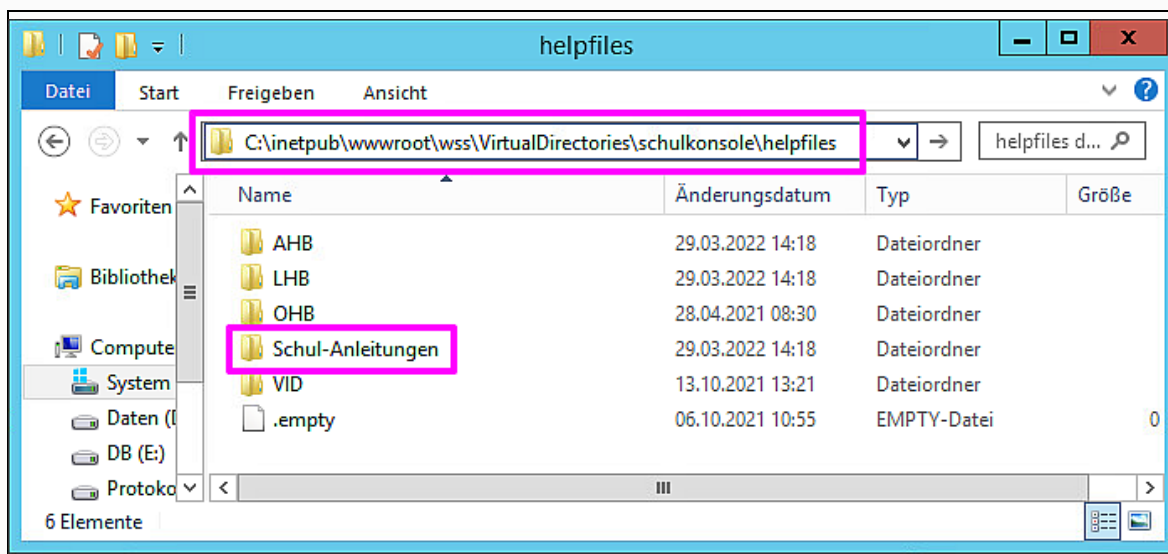 helpfiles
Datei Start Freigeben Ansicht
C:\inetpub\wwwroot\wss\VirtualDirectories\schulkonsole\helpfiles helpfiles d...
Name Änderungsdatum Typ Größe
Favoriten
AHB 29.03.2022 14:18 Dateiordner
Bibliothek LHB 29.03.2022 14:18 Dateiordner
OHB 28.04.2021 08:30 Dateiordner
Compute Schul-Anleitungen 29.03.2022 14:18 Dateiordner
System VID 13.10.2021 13:21 Dateiordner
Daten (D .empty 06.10.2021 10:55 EMPTY-Datei 0
DB (E:)
Protoko
6 Elemente